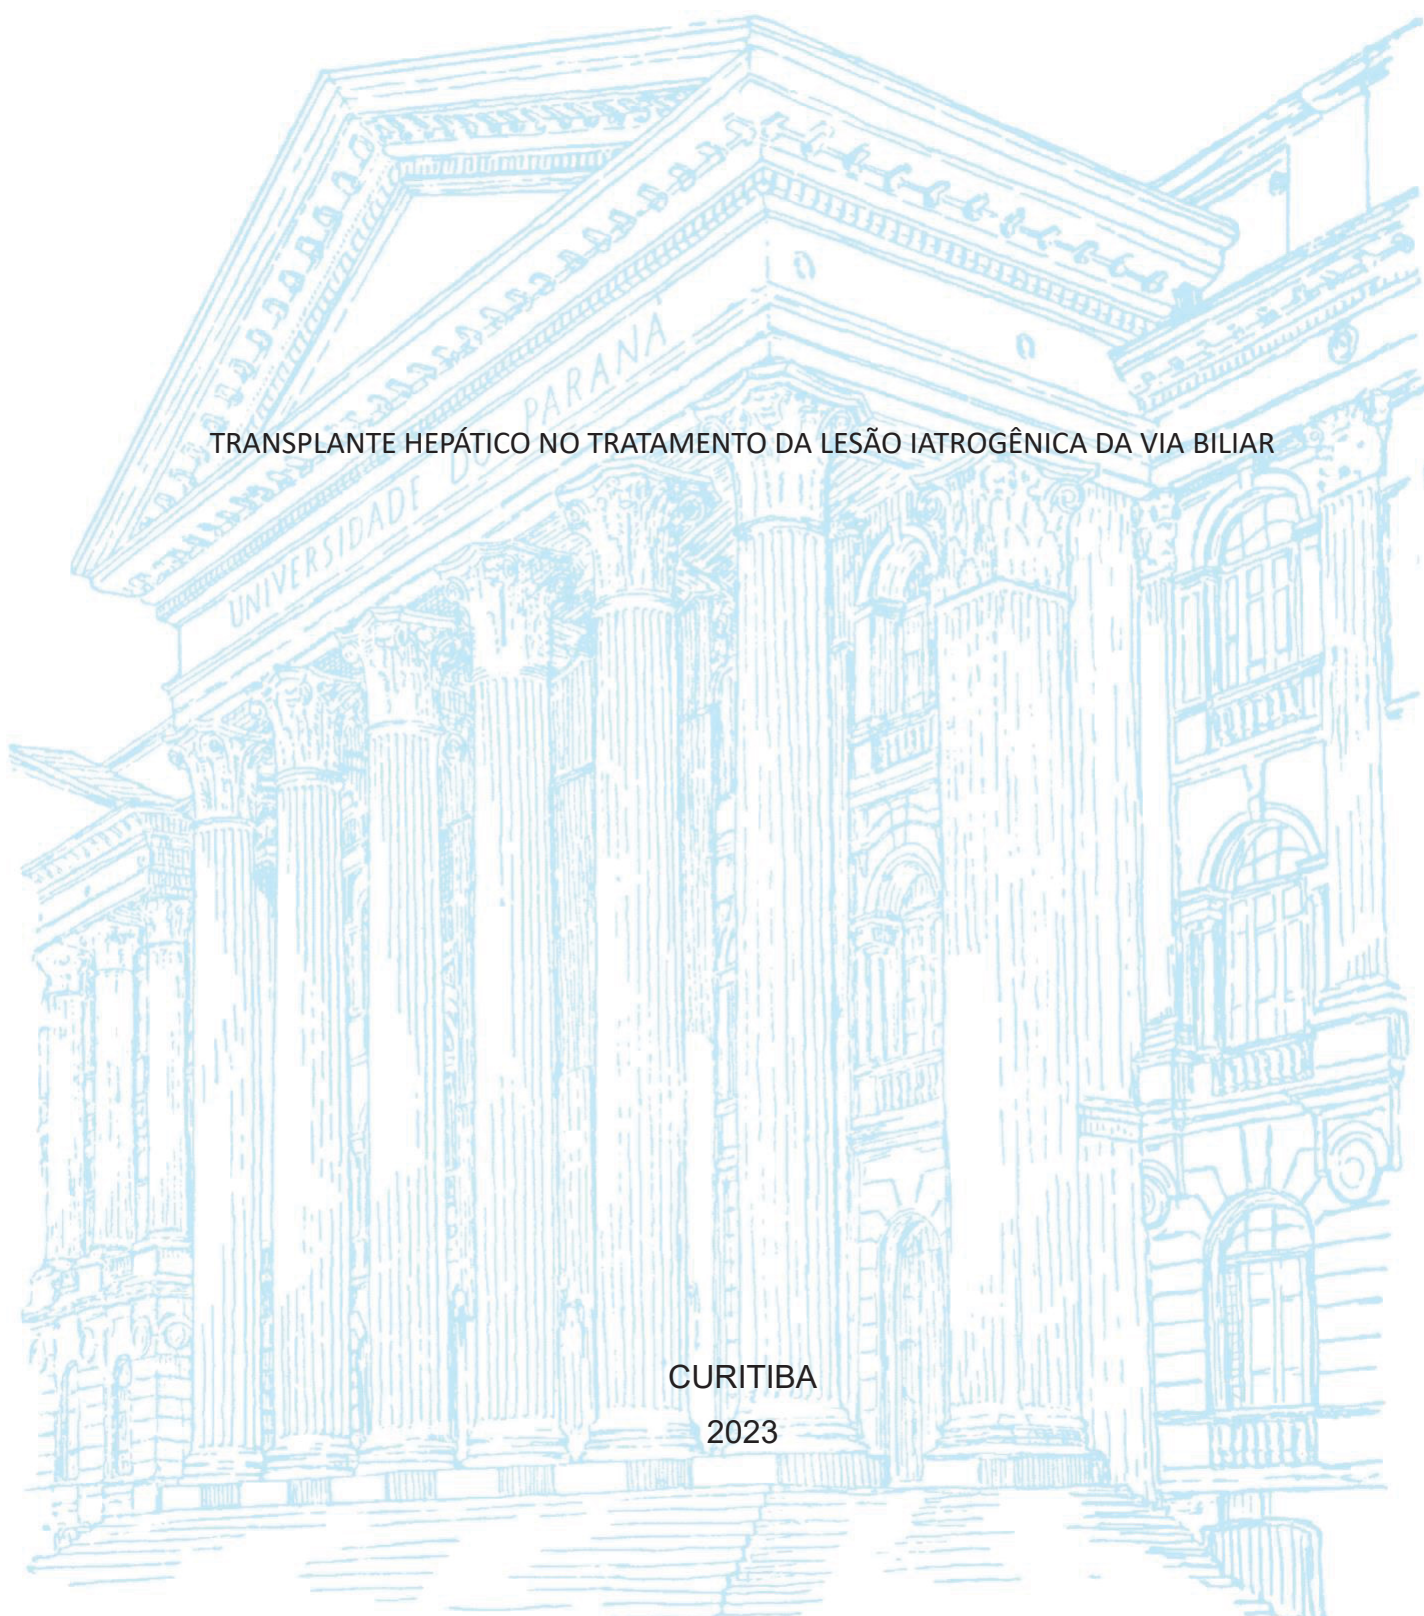 UNIVERSIDADE DO PARANÁ
TRANSPLANTE HEPÁTICO NO TRATAMENTO DA LESÃO IATROGÊNICA DA VIA BILIAR
CURITIBA
2023